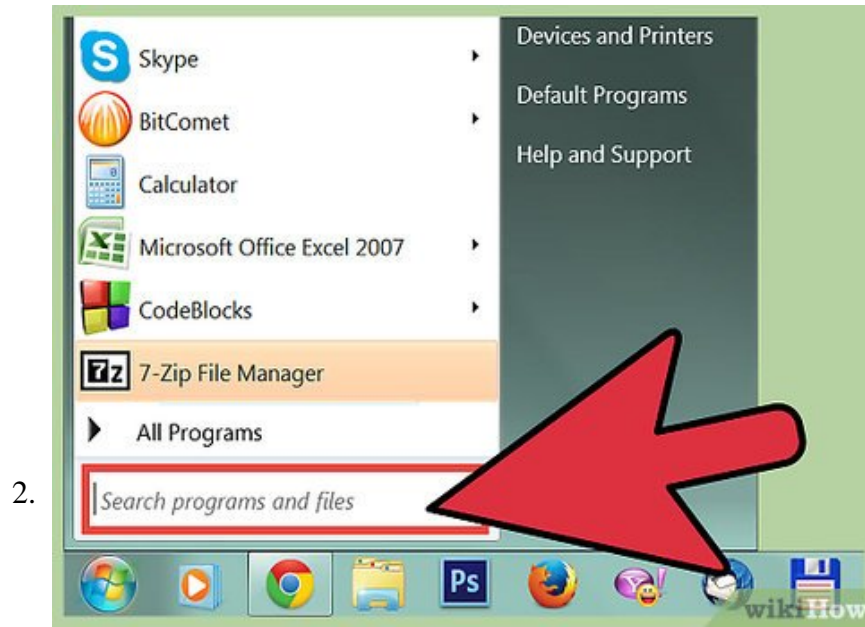 Skype
BitComet
Calculator
Microsoft Office Excel 2007
CodeBlocks
7z 7-Zip File Manager
All Programs
Search programs and files
Devices and Printers
Default Programs
Help and Support
2.
Ps
wikiHow